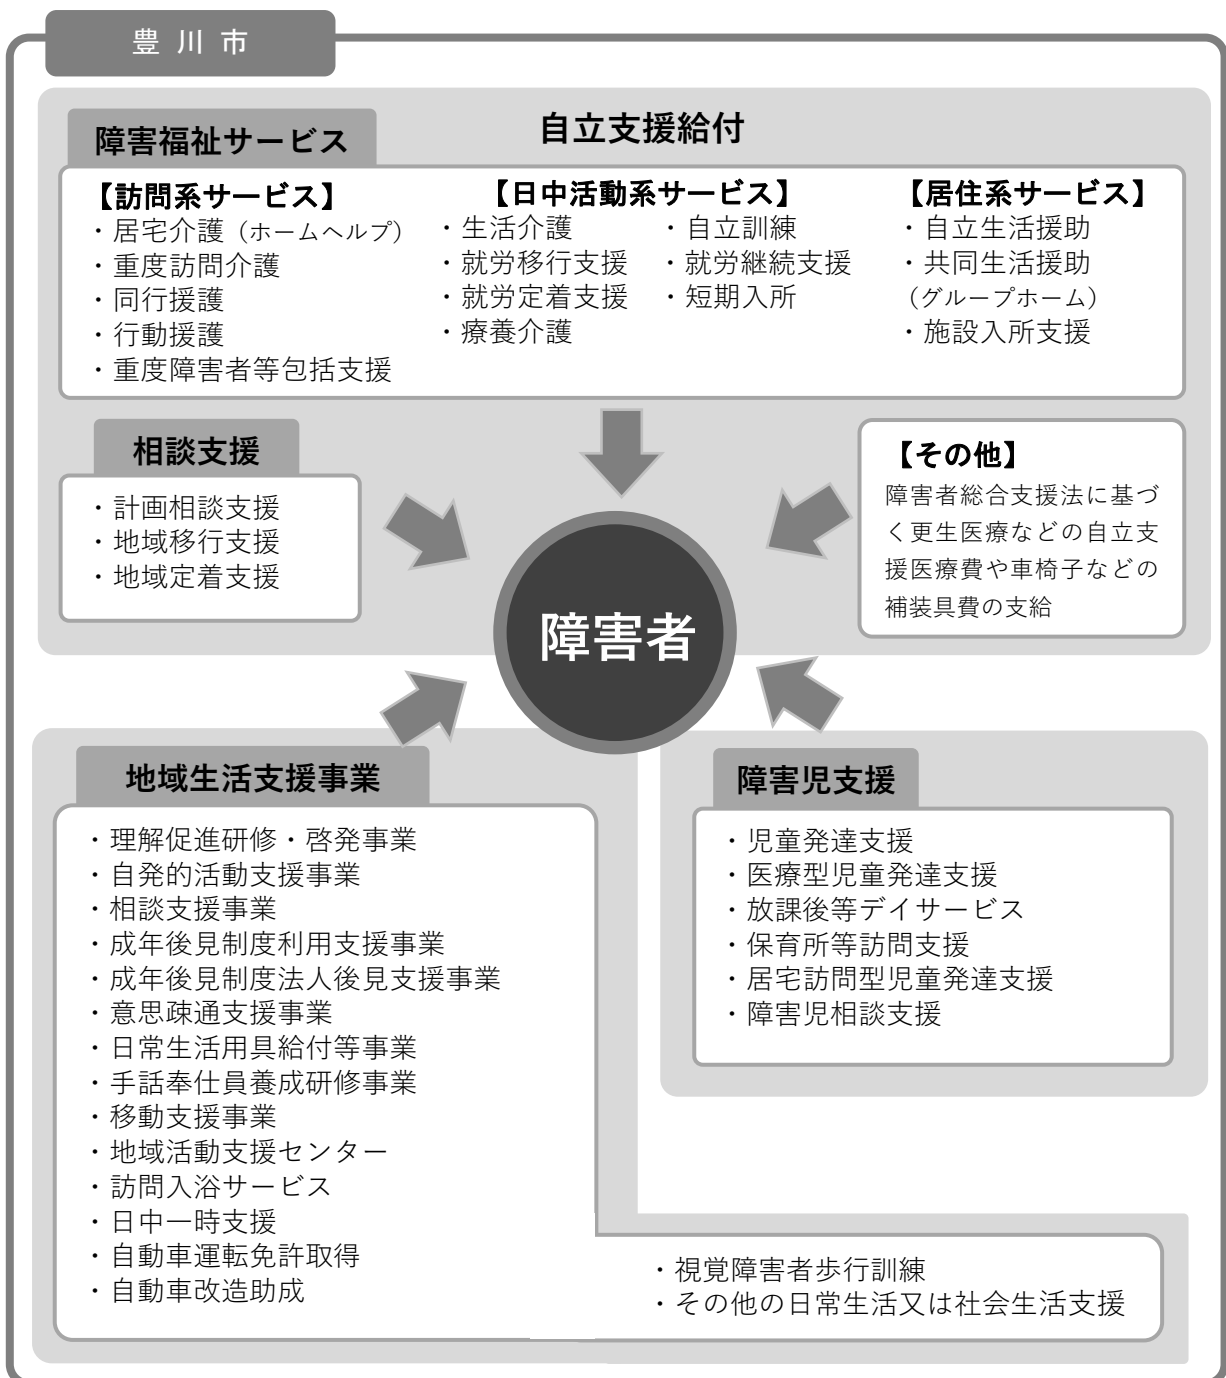 豊川市
自立支援給付
障害福祉サービス
【訪問系サービス】
・居宅介護（ホームヘルプ）
・重度訪問介護
・同行援護
・行動援護
・重度障害者等包括支援
【日中活動系サービス】
・生活介護
・就労移行支援
・就労定着支援
・療養介護
・自立訓練
・就労継続支援
・短期入所
【居住系サービス】
・自立生活援助
・共同生活援助
（グループホーム）
・施設入所支援
相談支援
・計画相談支援
・地域移行支援
・地域定着支援
【その他】
障害者総合支援法に基づ
く更生医療などの自立支
援医療費や車椅子などの
補装具費の支給
障害者
地域生活支援事業
・理解促進研修・啓発事業
・自発的活動支援事業
・相談支援事業
・成年後見制度利用支援事業
・成年後見制度法人後見支援事業
・意思疎通支援事業
・日常生活用具給付等事業
・手話奉仕員養成研修事業
・移動支援事業
・地域活動支援センター
・訪問入浴サービス
・日中一時支援
・自動車運転免許取得
・自動車改造助成
・視覚障害者歩行訓練
・その他の日常生活又は社会生活支援
障害児支援
・児童発達支援
・医療型児童発達支援
・放課後等デイサービス
・保育所等訪問支援
・居宅訪問型児童発達支援
・障害児相談支援